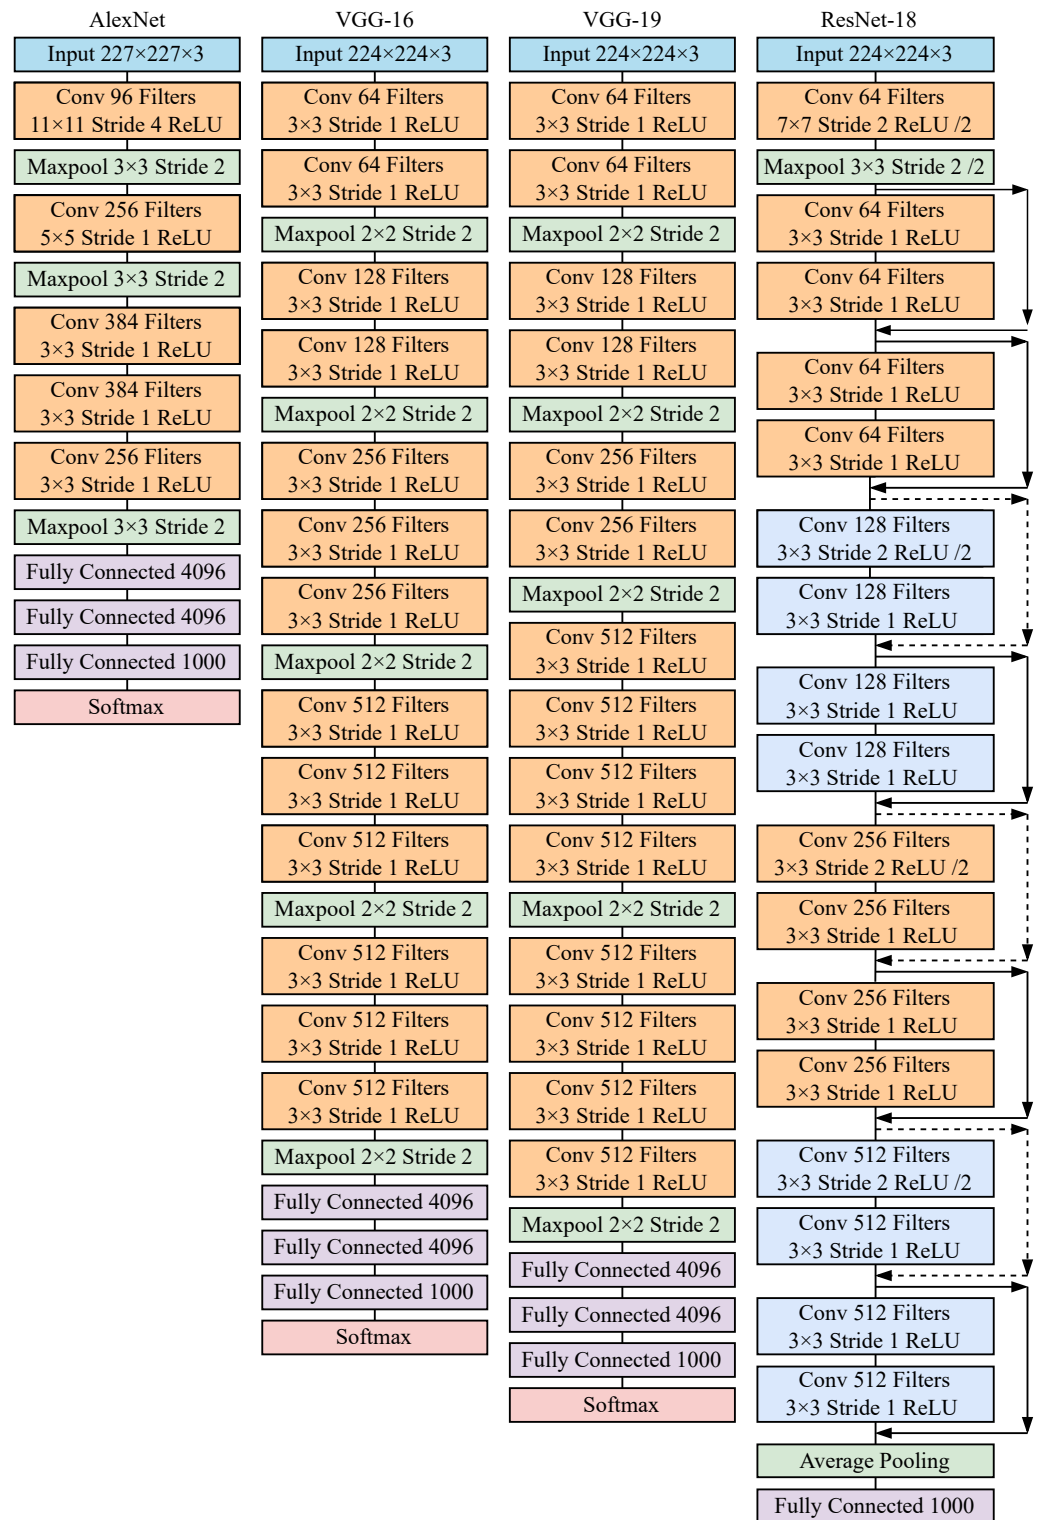 AlexNet
Input 227×227×3
Conv 96 Filters
11×11 Stride 4 ReLU
Maxpool 3×3 Stride 2
Conv 256 Filters
5×5 Stride 1 ReLU
Maxpool 3×3 Stride 2
Conv 384 Filters
3×3 Stride 1 ReLU
Conv 384 Filters
3×3 Stride 1 ReLU
Conv 256 Fliters
3×3 Stride 1 ReLU
Maxpool 3×3 Stride 2
Fully Connected 4096
Fully Connected 4096
Fully Connected 1000
Softmax
VGG-16
Input 224×224×3
Conv 64 Filters
3×3 Stride 1 ReLU
Conv 64 Filters
3×3 Stride 1 ReLU
Maxpool 2×2 Stride 2
Conv 128 Filters
3×3 Stride 1 ReLU
Conv 128 Filters
3×3 Stride 1 ReLU
Maxpool 2×2 Stride 2
Conv 256 Filters
3×3 Stride 1 ReLU
Conv 256 Filters
3×3 Stride 1 ReLU
Conv 256 Filters
3×3 Stride 1 ReLU
Maxpool 2×2 Stride 2
Conv 512 Filters
3×3 Stride 1 ReLU
Conv 512 Filters
3×3 Stride 1 ReLU
Conv 512 Filters
3×3 Stride 1 ReLU
Maxpool 2×2 Stride 2
Conv 512 Filters
3×3 Stride 1 ReLU
Conv 512 Filters
3×3 Stride 1 ReLU
Conv 512 Filters
3×3 Stride 1 ReLU
Maxpool 2×2 Stride 2
Fully Connected 4096
Fully Connected 4096
Fully Connected 1000
Softmax
VGG-19
Input 224×224×3
Conv 64 Filters
3×3 Stride 1 ReLU
Conv 64 Filters
3×3 Stride 1 ReLU
Maxpool 2×2 Stride 2
Conv 128 Filters
3×3 Stride 1 ReLU
Conv 128 Filters
3×3 Stride 1 ReLU
Maxpool 2×2 Stride 2
Conv 256 Filters
3×3 Stride 1 ReLU
Conv 256 Filters
3×3 Stride 1 ReLU
Maxpool 2×2 Stride 2
Conv 512 Filters
3×3 Stride 1 ReLU
Conv 512 Filters
3×3 Stride 1 ReLU
Conv 512 Filters
3×3 Stride 1 ReLU
Conv 512 Filters
3×3 Stride 1 ReLU
Maxpool 2×2 Stride 2
Conv 512 Filters
3×3 Stride 1 ReLU
Conv 512 Filters
3×3 Stride 1 ReLU
Conv 512 Filters
3×3 Stride 1 ReLU
Conv 512 Filters
3×3 Stride 1 ReLU
Maxpool 2×2 Stride 2
Fully Connected 4096
Fully Connected 4096
Fully Connected 1000
Softmax
ResNet-18
Input 224×224×3
Conv 64 Filters
7×7 Stride 2 ReLU /2
Maxpool 3×3 Stride 2 /2
Conv 64 Filters
3×3 Stride 1 ReLU
Conv 64 Filters
3×3 Stride 1 ReLU
Conv 64 Filters
3×3 Stride 1 ReLU
Conv 64 Filters
3×3 Stride 1 ReLU
Conv 128 Filters
3×3 Stride 2 ReLU /2
Conv 128 Filters
3×3 Stride 1 ReLU
Conv 128 Filters
3×3 Stride 1 ReLU
Conv 128 Filters
3×3 Stride 1 ReLU
Conv 256 Filters
3×3 Stride 2 ReLU /2
Conv 256 Filters
3×3 Stride 1 ReLU
Conv 256 Filters
3×3 Stride 1 ReLU
Conv 256 Filters
3×3 Stride 1 ReLU
Conv 512 Filters
3×3 Stride 2 ReLU /2
Conv 512 Filters
3×3 Stride 1 ReLU
Conv 512 Filters
3×3 Stride 1 ReLU
Conv 512 Filters
3×3 Stride 1 ReLU
Average Pooling
Fully Connected 1000